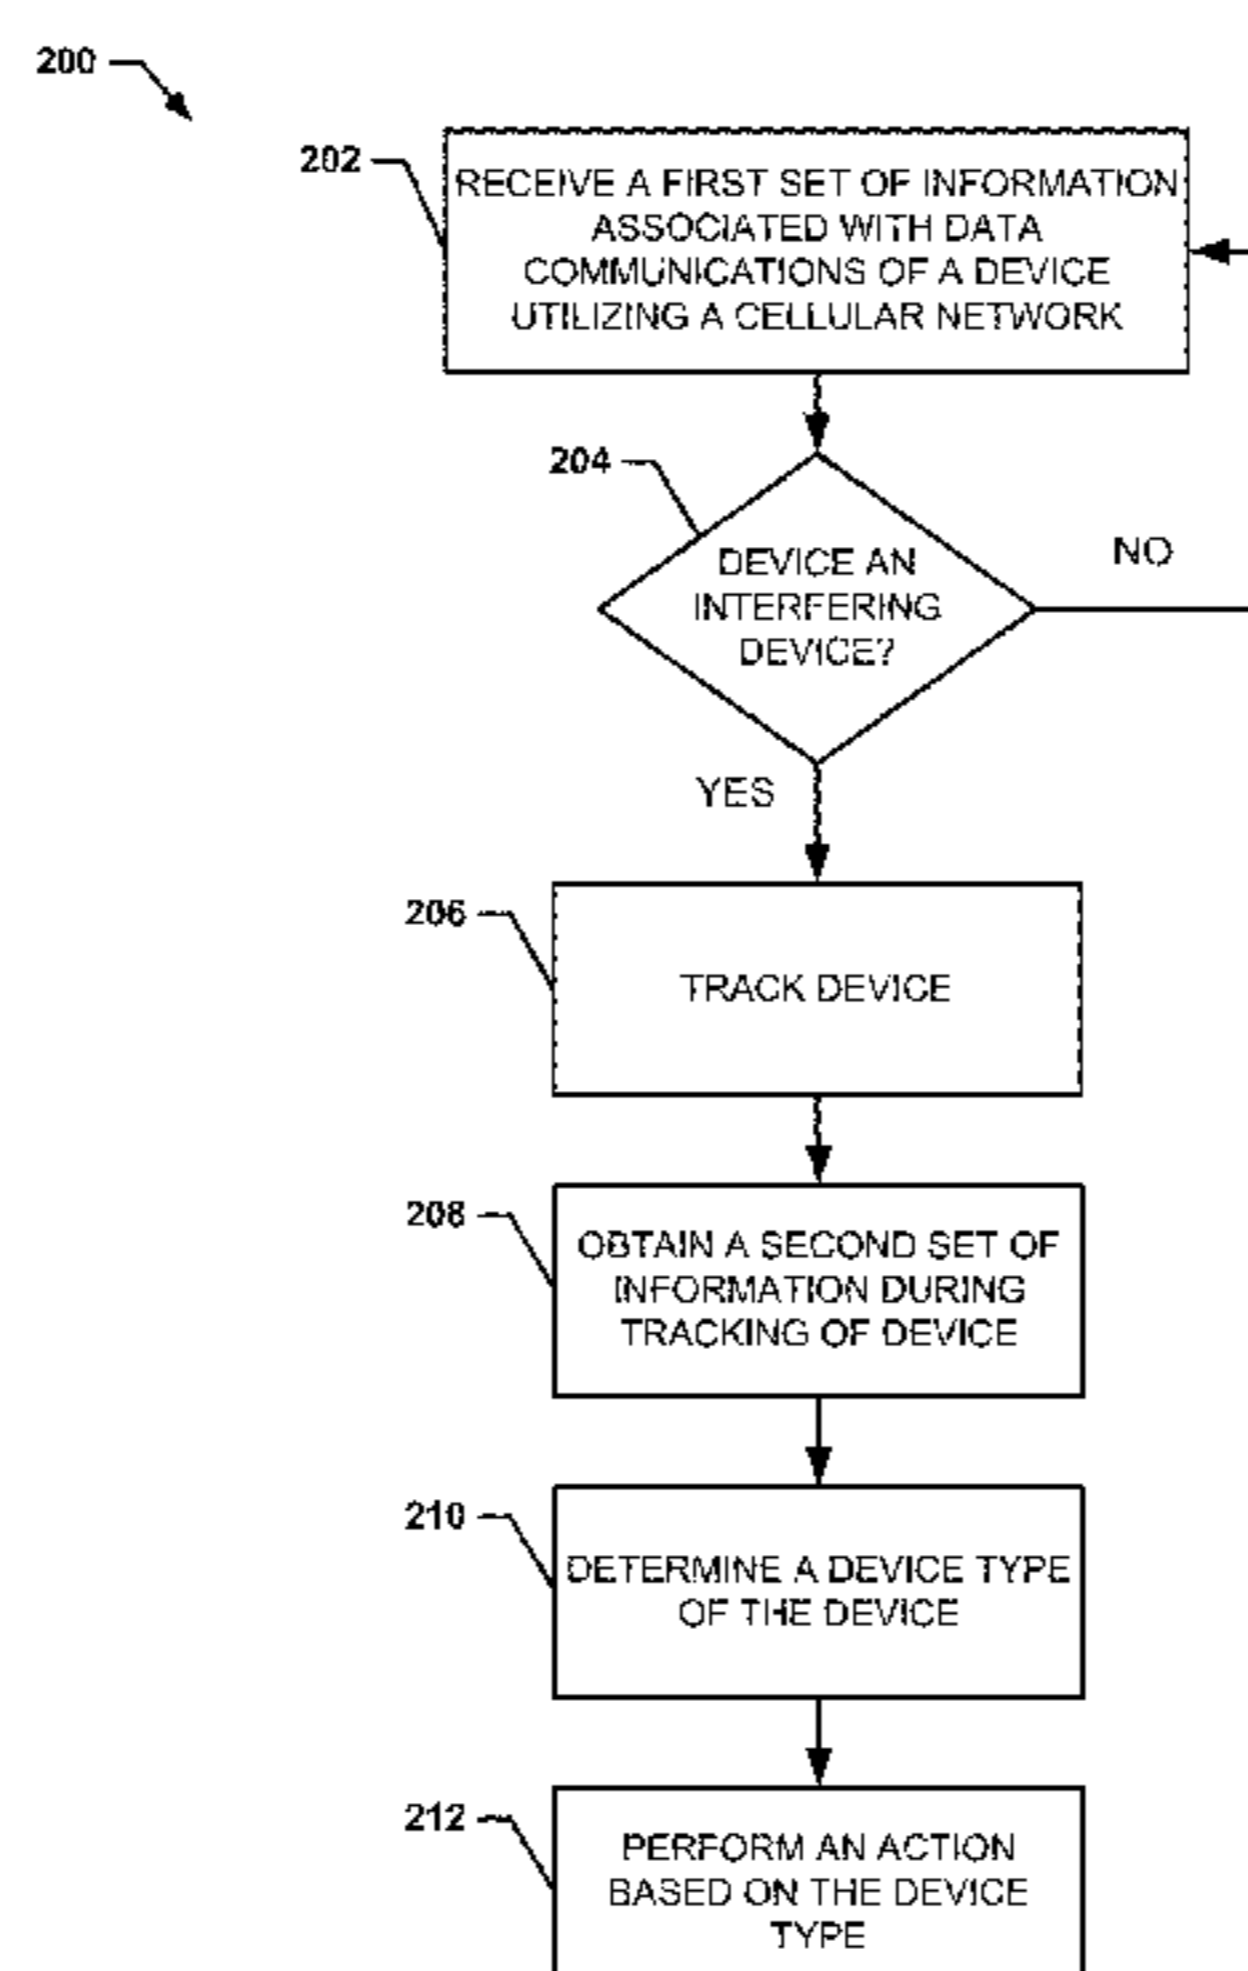 200
202
RECEIVE A FIRST SET OF INFORMATION
ASSOCIATED WITH DATA
COMMUNICATIONS OF A DEVICE
UTILIZING A CELLULAR NETWORK
204
DEVICE AN
INTERFERING
DEVICE?
NO
YES
206
TRACK DEVICE
208
OBTAIN A SECOND SET OF
INFORMATION DURING
TRACKING OF DEVICE
210
DETERMINE A DEVICE TYPE
OF THE DEVICE
212
PERFORM AN ACTION
BASED ON THE DEVICE
TYPE